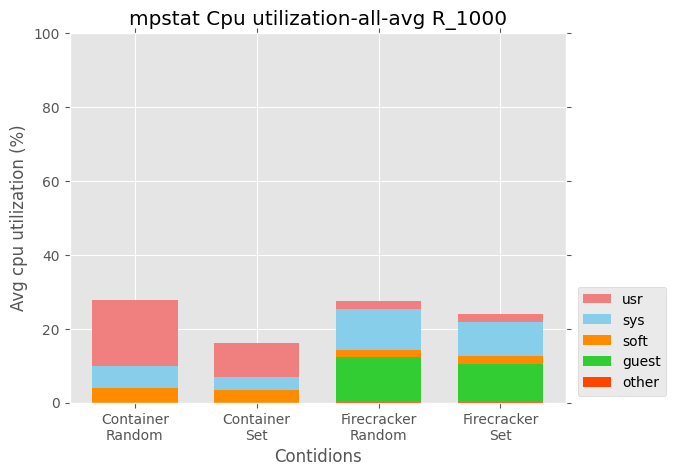 mpstat Cpu utilization-all-avg R_1000
Avg cpu utilization (%)
100
80
60
40
20
0
Container
Random
Container
Set
Firecracker
Random
Firecracker
Set
Contidions
usr
sys
soft
guest
other